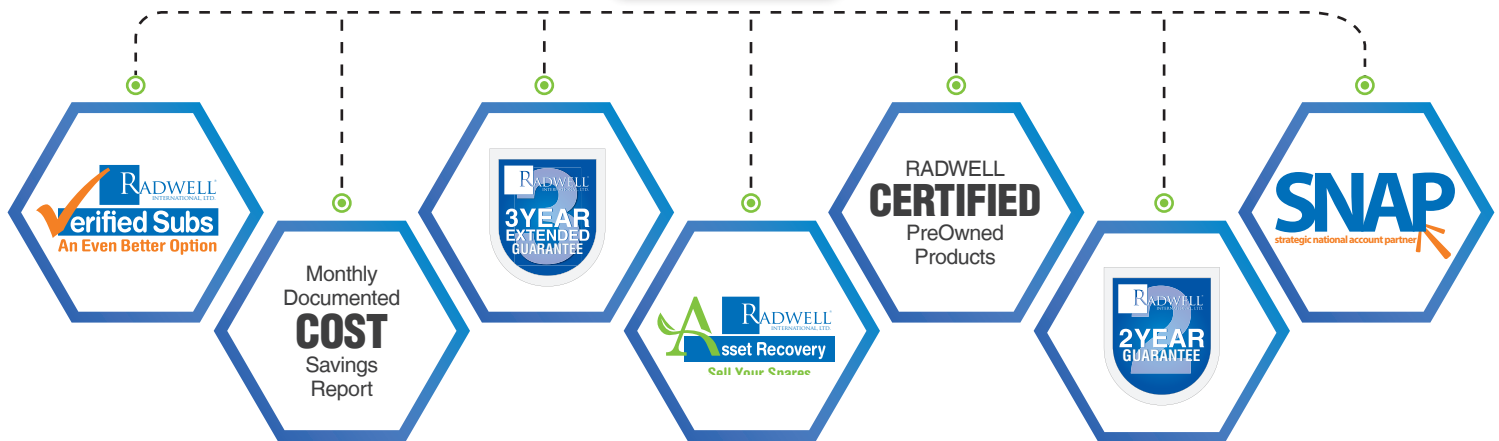 RADWELL
INTERNATIONAL LTD.
Verified Subs
An Even Better Option
Monthly
Documented
COST
Savings
Report
RADWELL
INTERNATIONAL LTD.
3
3YEAR
EXTENDED
GUARANTEE
RADWELL
INTERNATIONAL LTD.
Asset Recovery
Sell Your Spares
RADWELL
CERTIFIED
PreOwned
Products
RADWELL
INTERNATIONAL LTD.
2
2YEAR
GUARANTEE
SNAP
strategic national account partner